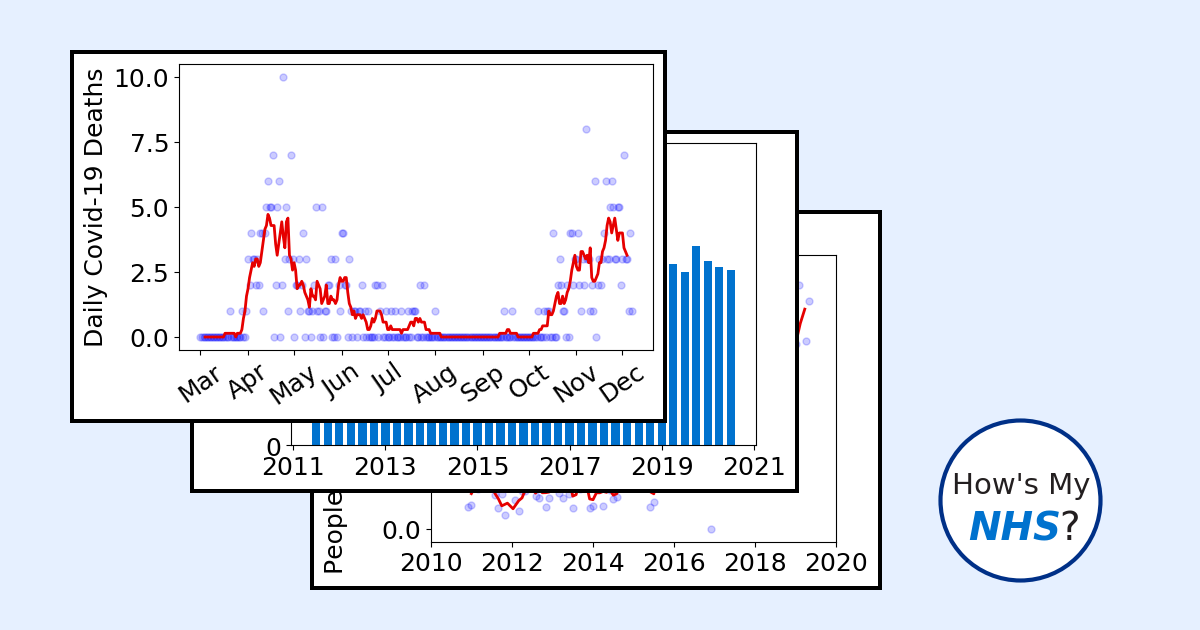 Daily Covid-19 Deaths
10.0
7.5
5.0
2.5
0.0
Mar Apr May Jun Jul Aug Sep Oct Nov Dec
0
2011 2013 2015 2017 2019 2021
People
0.0
2010 2012 2014 2016 2018 2020
How's My
NHS?